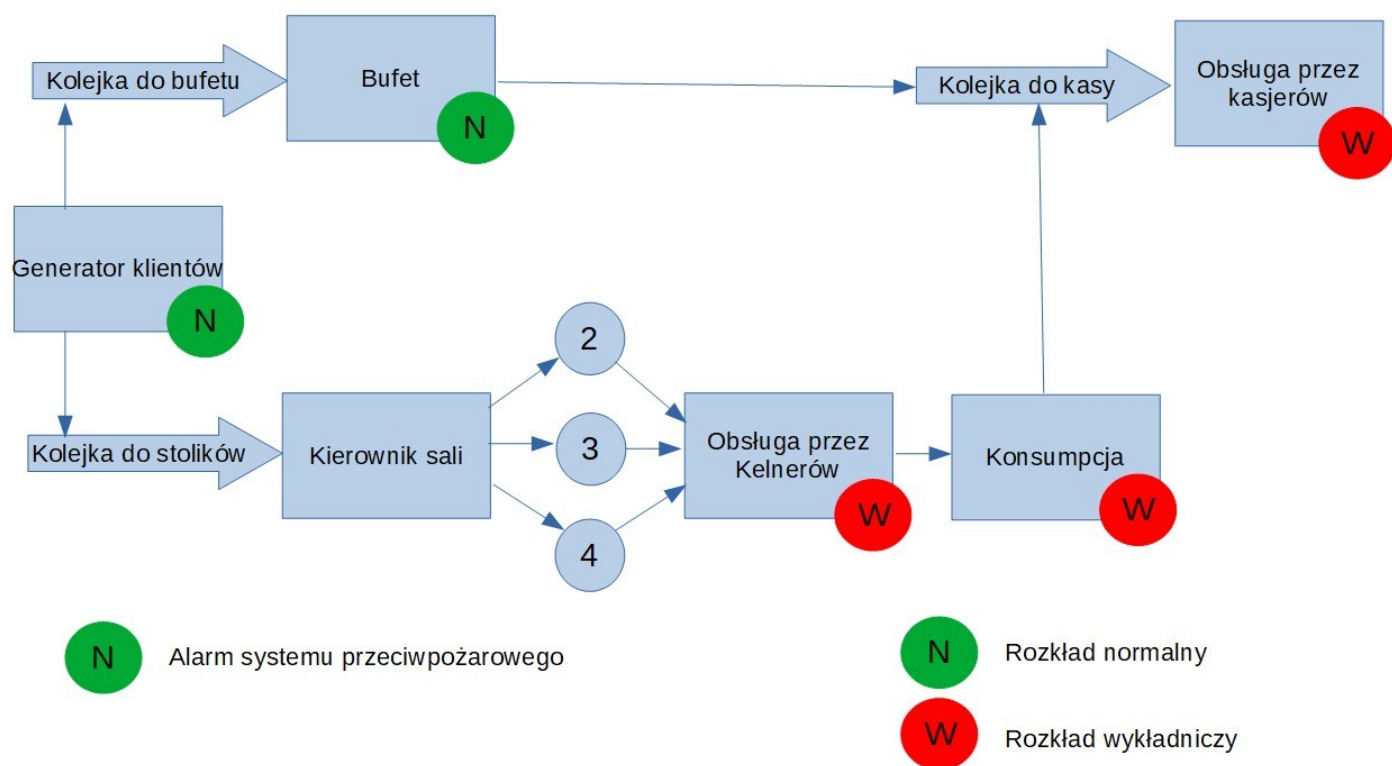 Kolejka do bufetu
Bufet
N
Kolejka do kasy
Obsługa przez
kasjerów
W
Generator klientów
N
Kolejka do stolików
Kierownik sali
2
3
4
Obsługa przez
Kelnerów
W
Konsumpcja
W
N
Alarm systemu przeciwpożarowego
N
Rozkład normalny
W
Rozkład wykładniczy